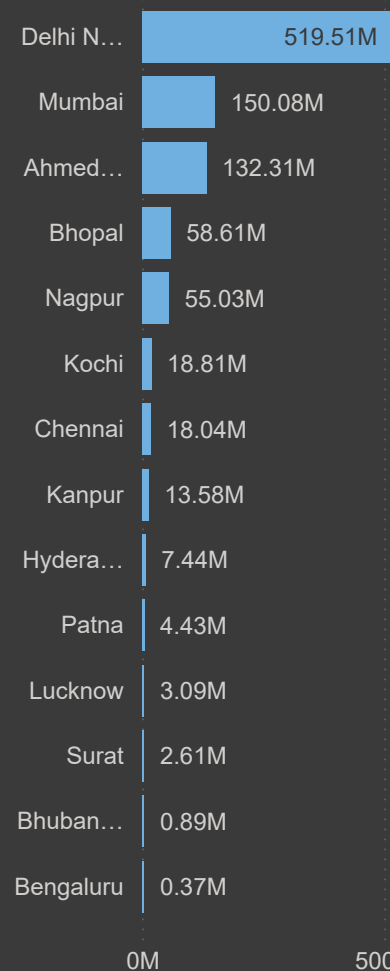 Delhi N... 519.51M
Mumbai 150.08M
Ahmed... 132.31M
Bhopal 58.61M
Nagpur 55.03M
Kochi 18.81M
Chennai 18.04M
Kanpur 13.58M
Hydera... 7.44M
Patna 4.43M
Lucknow 3.09M
Surat 2.61M
Bhuban... 0.89M
Bengaluru 0.37M
0M 500